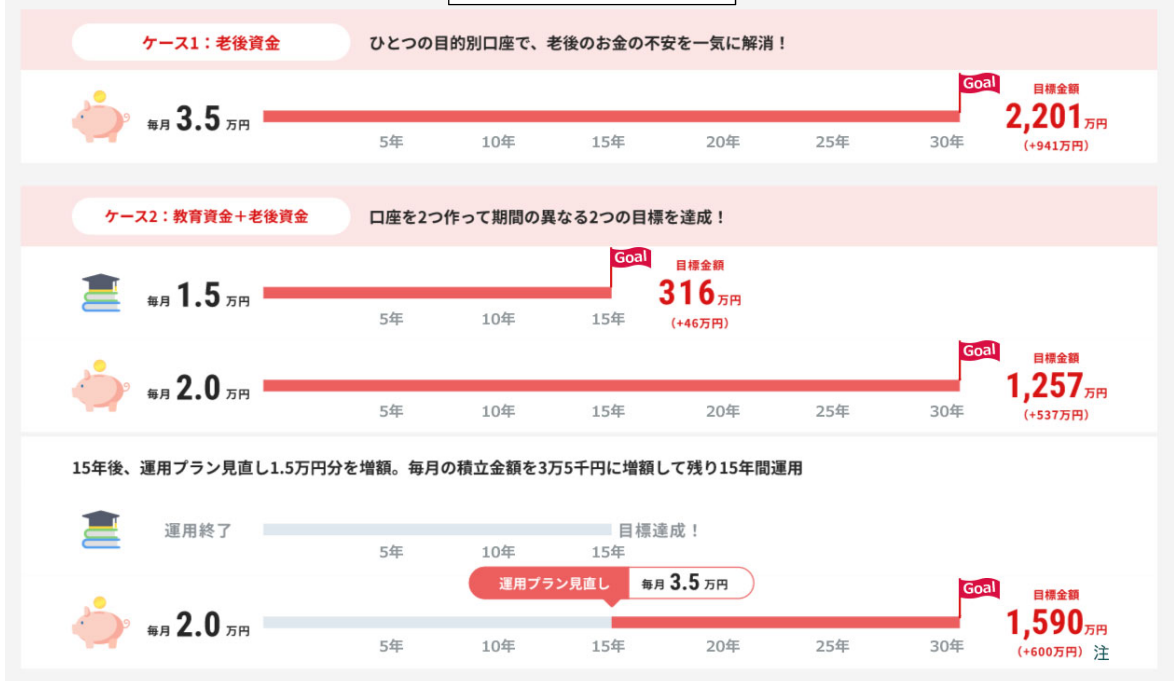 ケース1：老後資金
ひとつの目的別口座で、老後のお金の不安を一気に解消！
毎月 3.5 万円
5年 10年 15年 20年 25年 30年
Goal
目標金額
2,201万円
（+941万円）
ケース2：教育資金＋老後資金
口座を2つ作って期間の異なる2つの目標を達成！
毎月 1.5 万円
5年 10年 15年
Goal
目標金額
316万円
（+46万円）
毎月 2.0 万円
5年 10年 15年 20年 25年 30年
Goal
目標金額
1,257万円
（+537万円）
15年後、運用プラン見直し1.5万円分を増額。毎月の積立金額を3万5千円に増額して残り15年間運用
運用終了
目標達成！
5年 10年 15年
運用プラン見直し 毎月 3.5 万円
毎月 2.0 万円
5年 10年 15年 20年 25年 30年
Goal
目標金額
1,590万円
（+600万円） 注